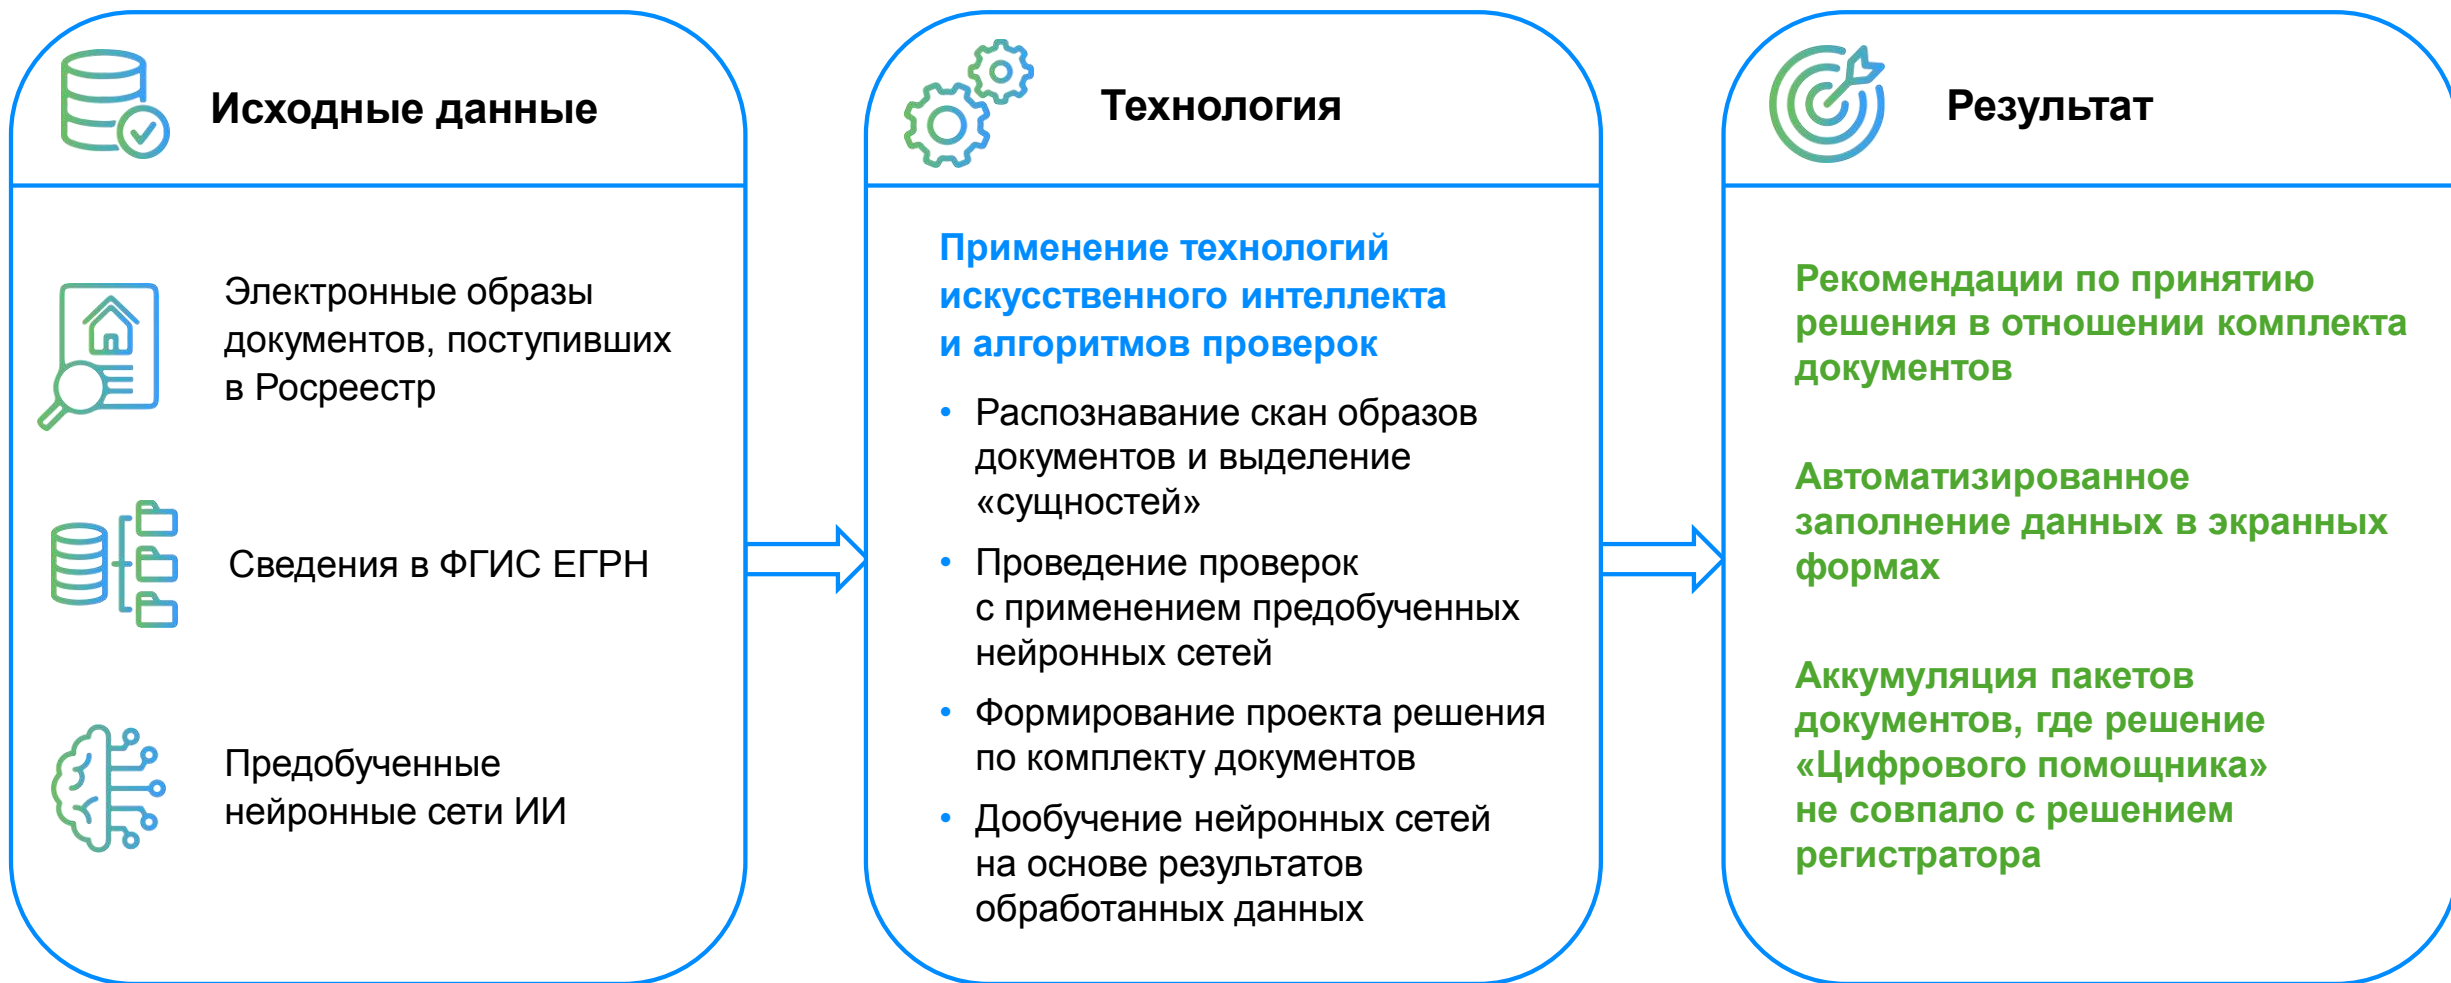 Исходные данные
Электронные образы
документов, поступивших
в Росреестр
Сведения в ФГИС ЕГРН
Предобученные
нейронные сети ИИ
Технология
Применение технологий
искусственного интеллекта
и алгоритмов проверок
• Распознавание скан образов
документов и выделение
«сущностей»
• Проведение проверок
с применением предобученных
нейронных сетей
• Формирование проекта решения
по комплекту документов
• Дообучение нейронных сетей
на основе результатов
обработанных данных
Результат
Рекомендации по принятию
решения в отношении комплекта
документов
Автоматизированное
заполнение данных в экранных
формах
Аккумуляция пакетов
документов, где решение
«Цифрового помощника»
не совпало с решением
регистратора